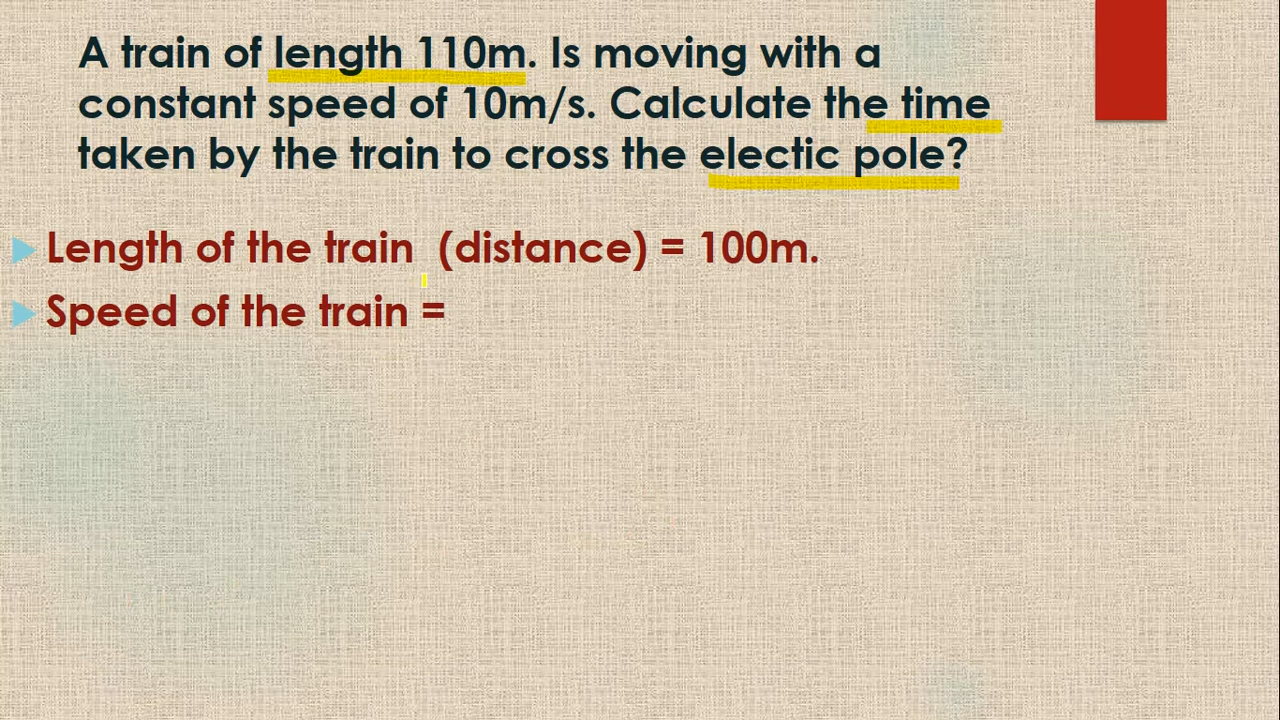 A train of length 110m. Is moving with a
constant speed of 10m/s. Calculate the time
taken by the train to cross the electic pole?
Length of the train (distance) = 100m.
Speed of the train =